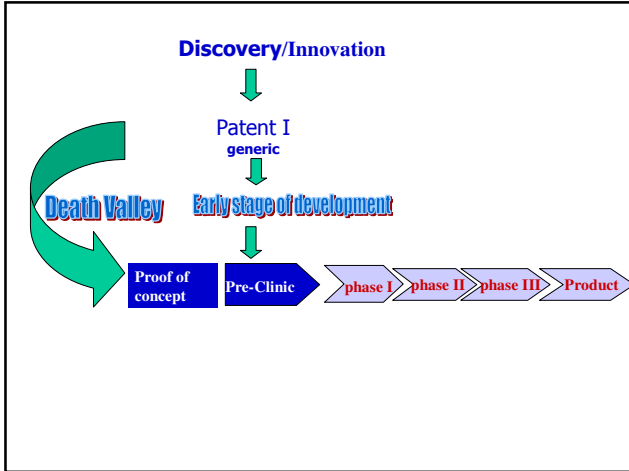 Discovery/Innovation
Patent I
generic
Death Valley
Early stage of development
Proof of
concept
Pre-Clinic
phase I
phase II
phase III
Product